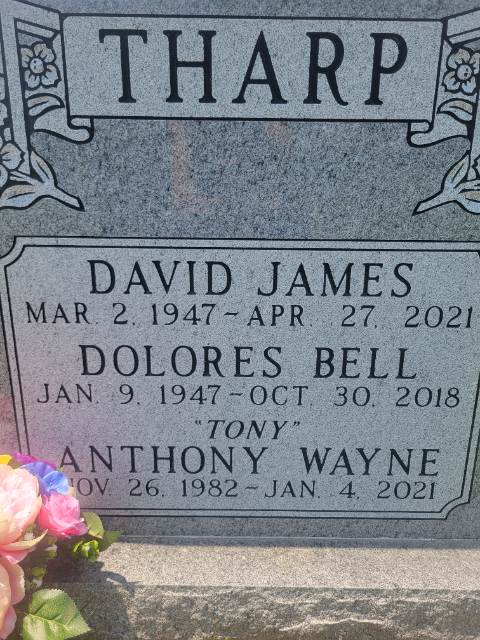 THARP
DAVID JAMES
MAR. 2, 1947 ~ APR. 27, 2021
DOLORES BELL
JAN. 9, 1947 ~ OCT. 30, 2018
"TONY"
ANTHONY WAYNE
NOV. 26, 1982 ~ JAN. 4, 2021